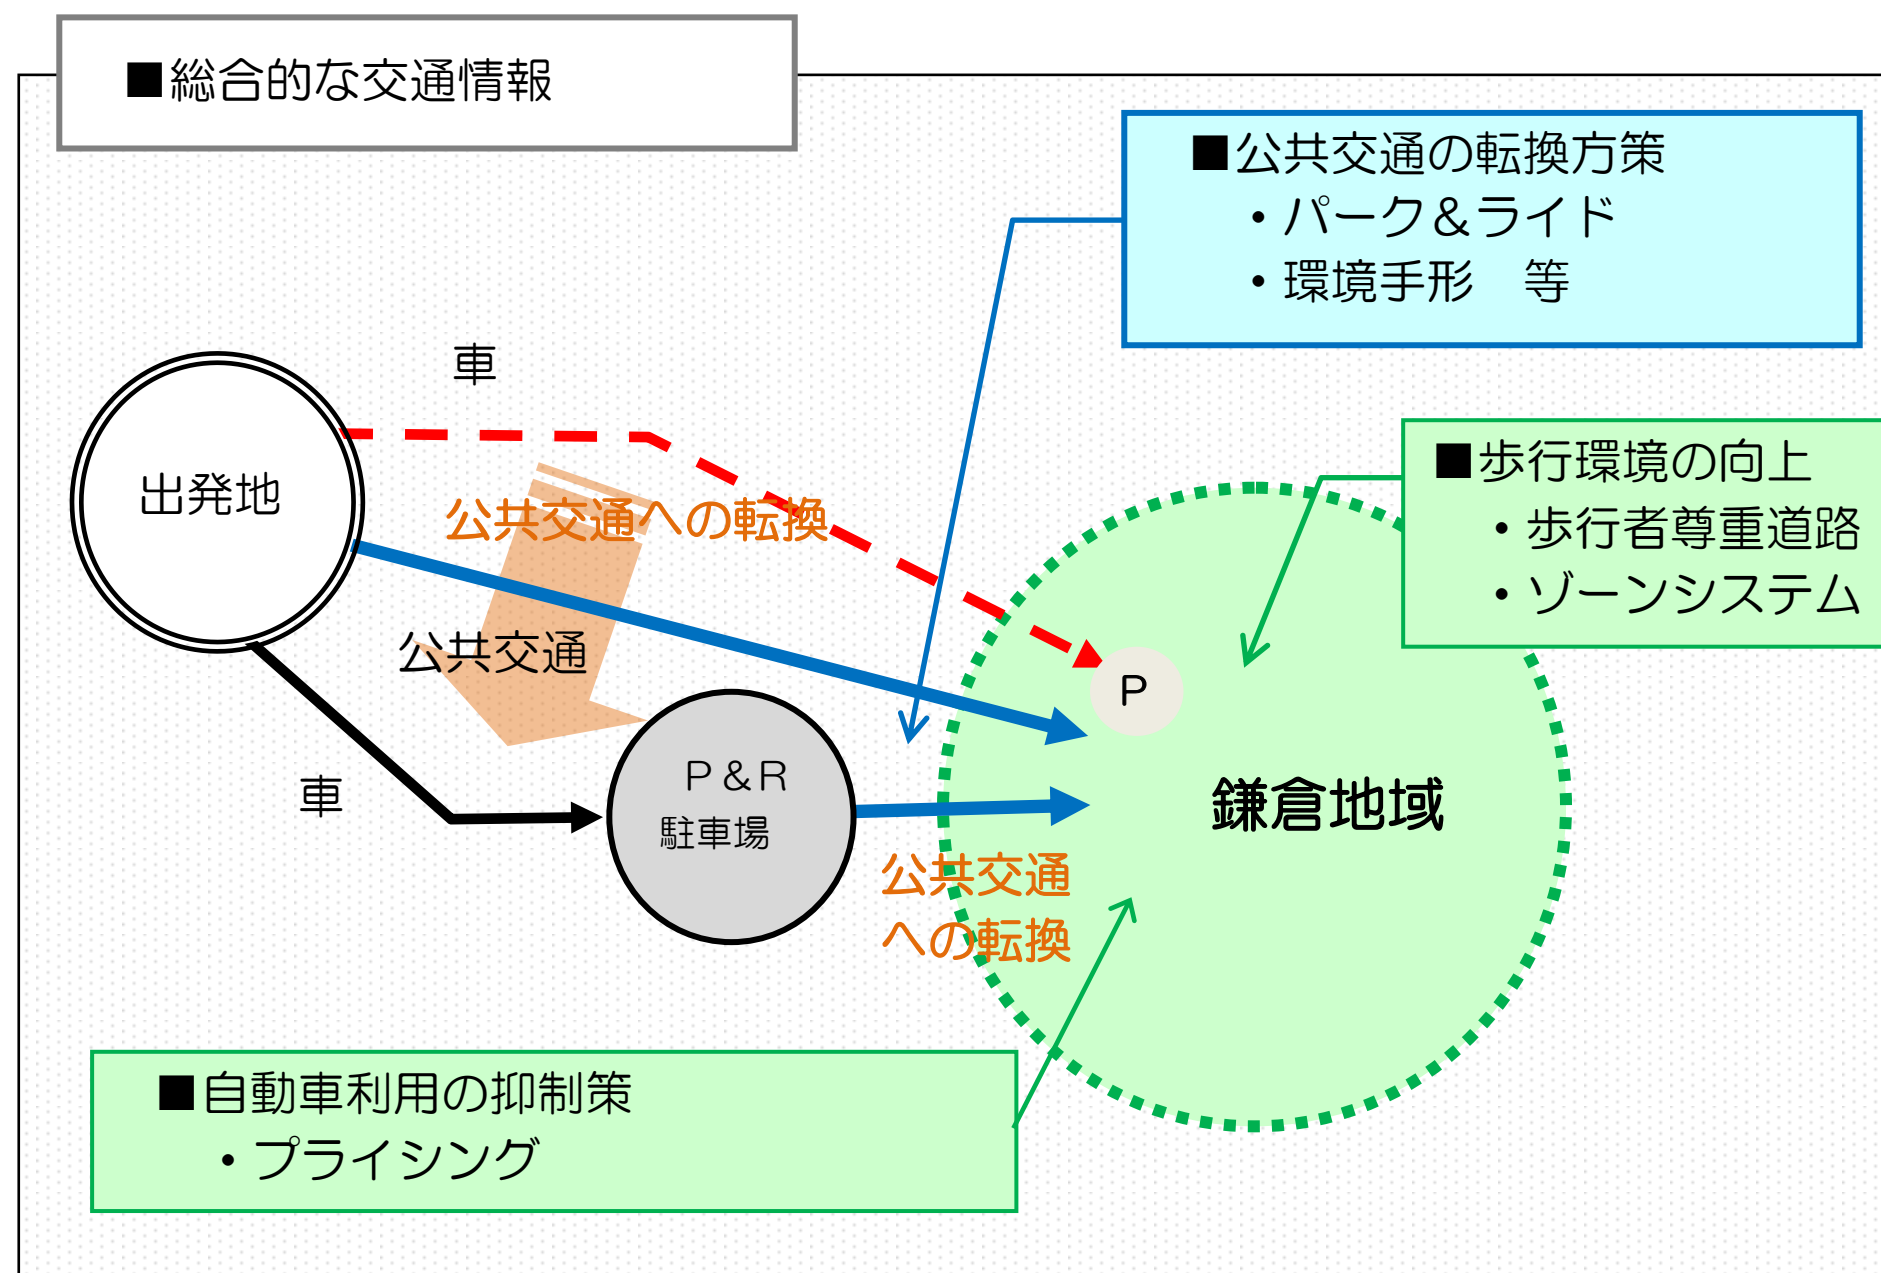 ■総合的な交通情報
■公共交通の転換方策
・パーク＆ライド
・環境手形　等
車
■歩行環境の向上
・歩行者尊重道路
・ゾーンシステム
出発地
公共交通への転換
公共交通
P
車
Ｐ＆Ｒ
駐車場
鎌倉地域
公共交通
への転換
■自動車利用の抑制策
・プライシング